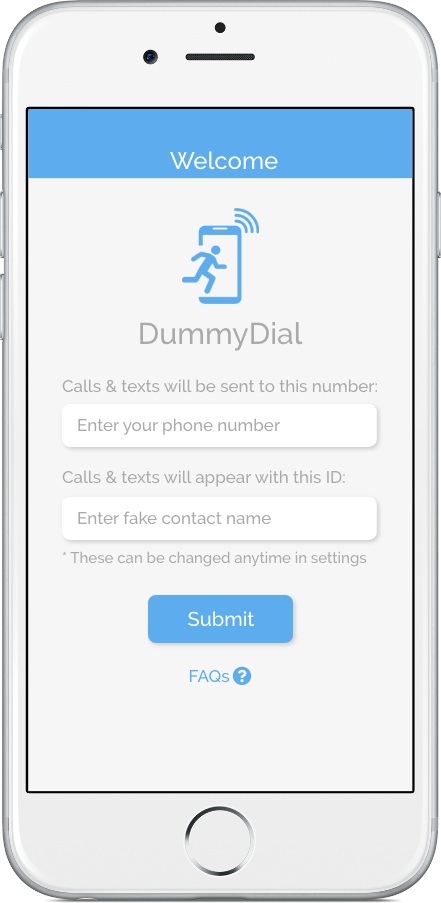 Welcome
DummyDial
Calls & texts will be sent to this number:
Enter your phone number
Calls & texts will appear with this ID:
Enter fake contact name
* These can be changed anytime in settings
Submit
FAQs ?